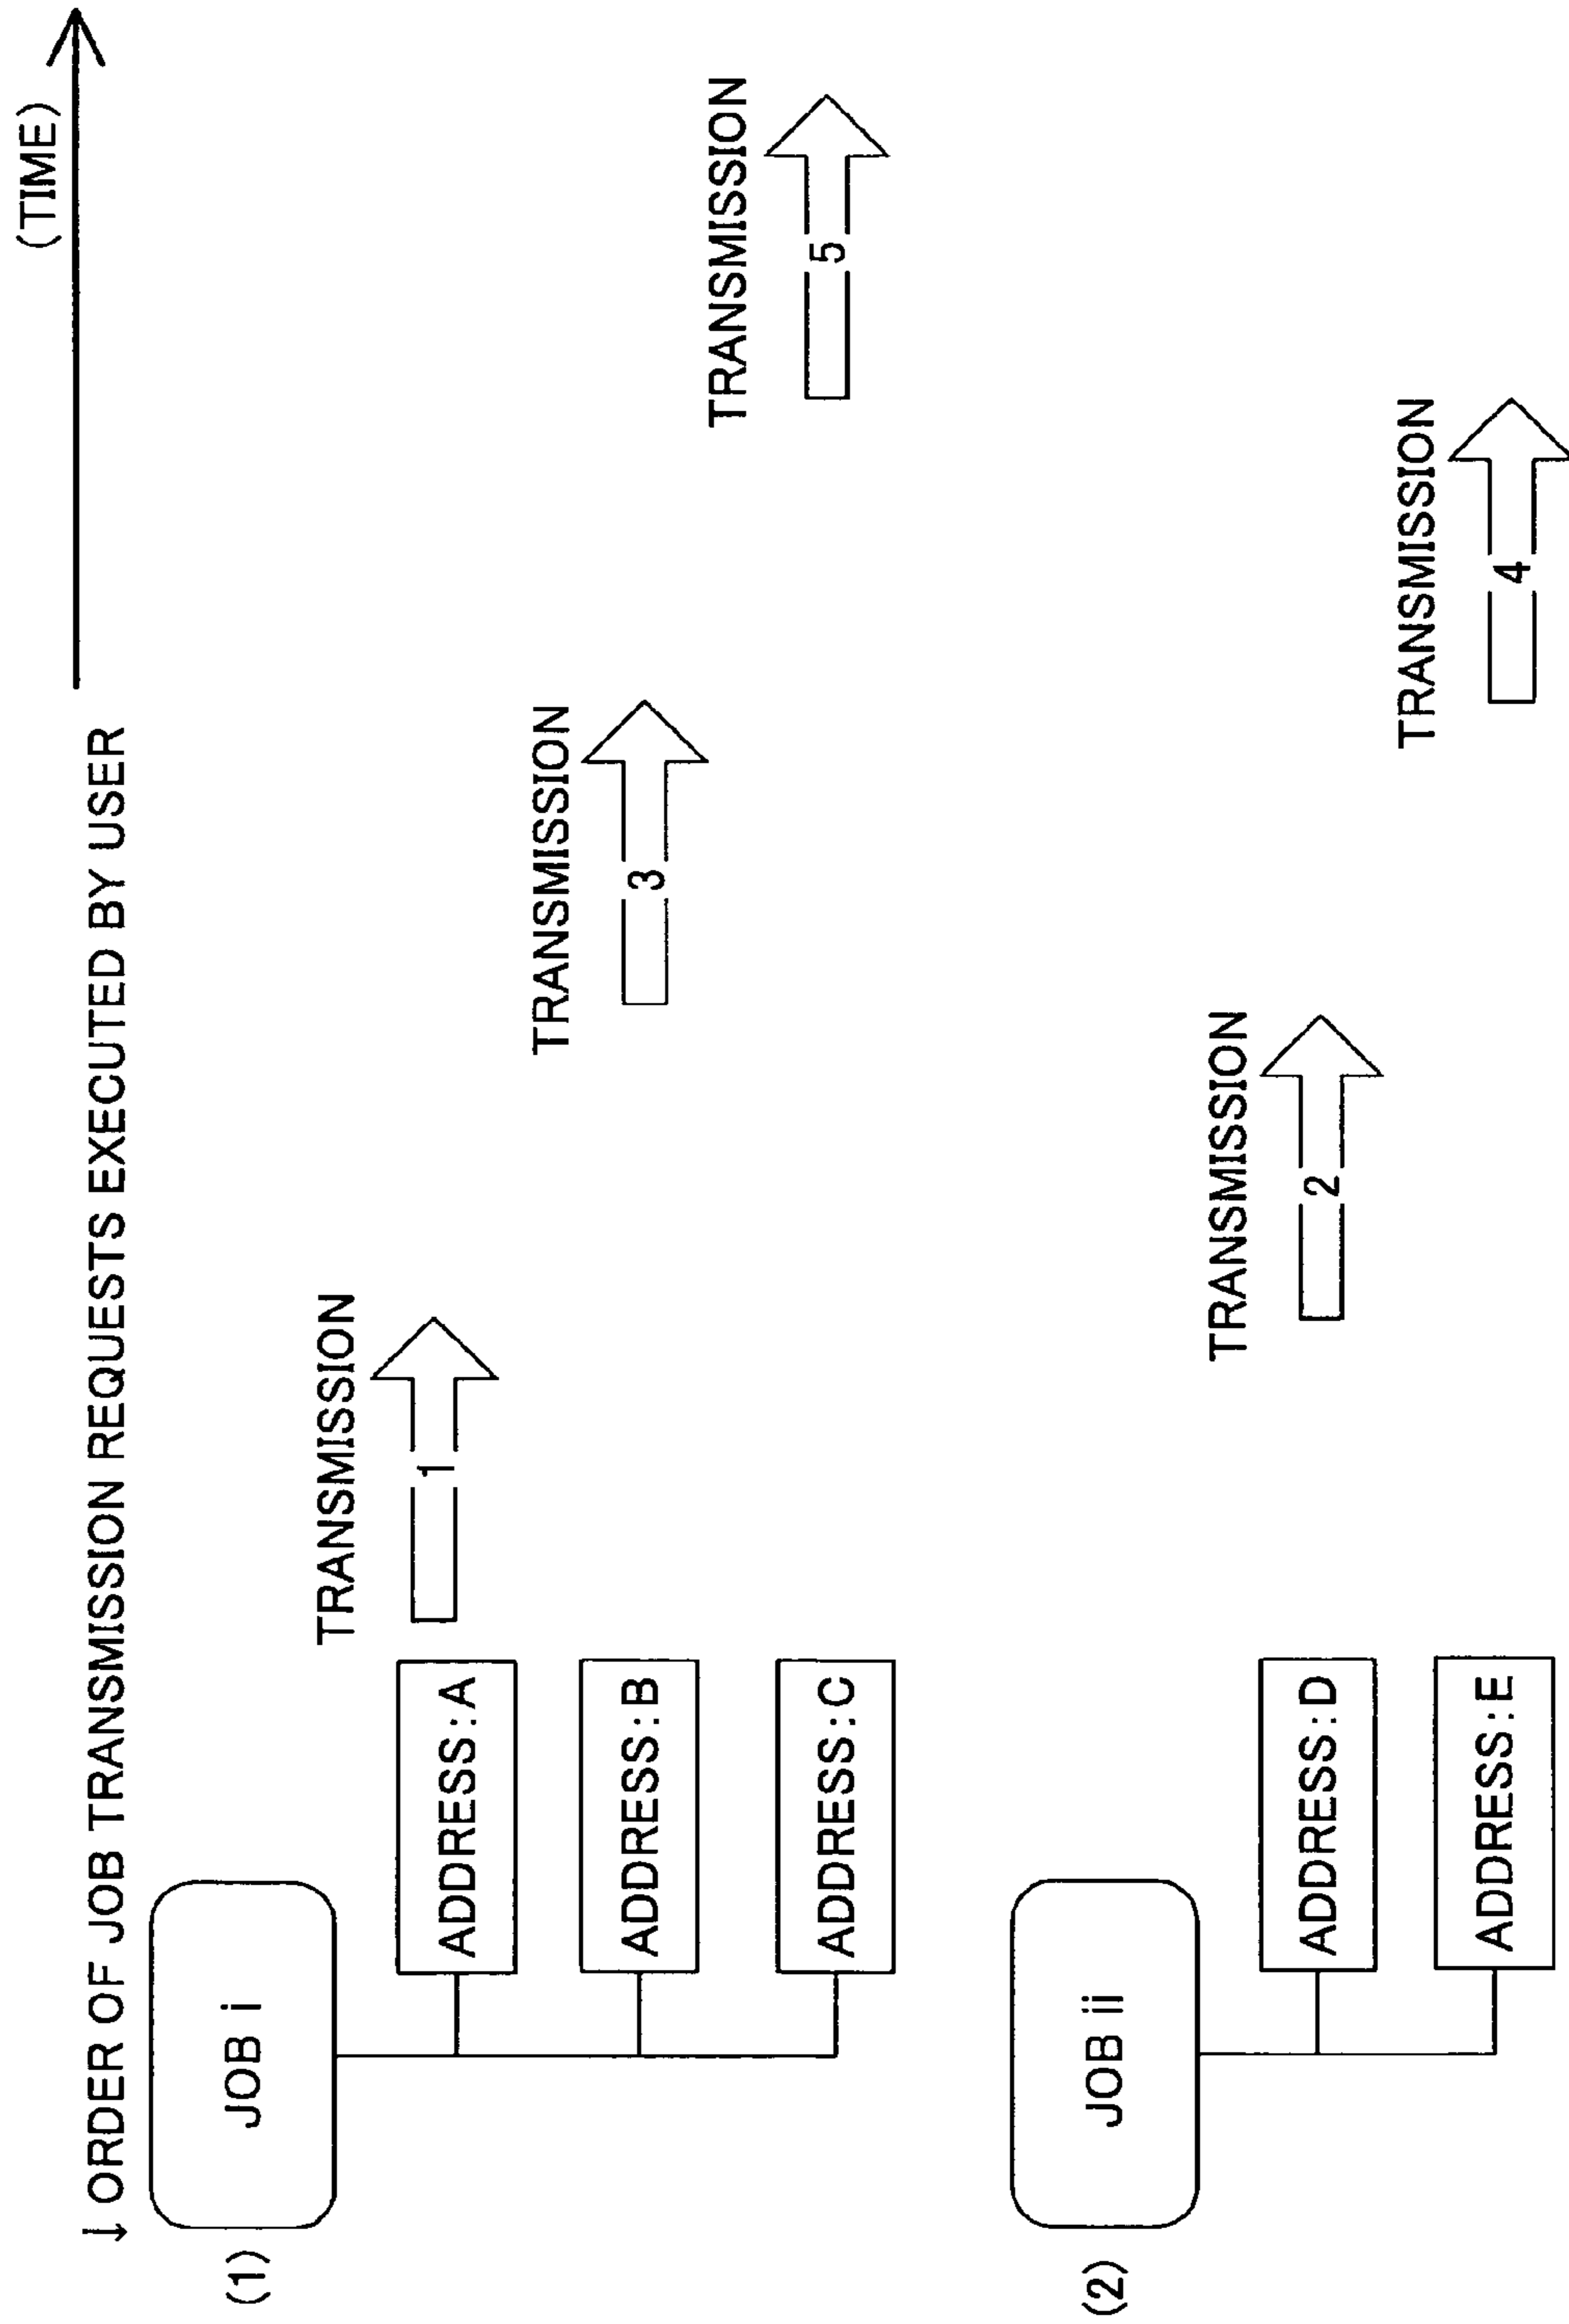 (TIME)
↓ ORDER OF JOB TRANSMISSION REQUESTS EXECUTED BY USER
(1)
JOB i
TRANSMISSION
1
ADDRESS:A
TRANSMISSION
3
ADDRESS:B
TRANSMISSION
5
ADDRESS:C
(2)
JOB ii
TRANSMISSION
2
ADDRESS:D
TRANSMISSION
4
ADDRESS:E